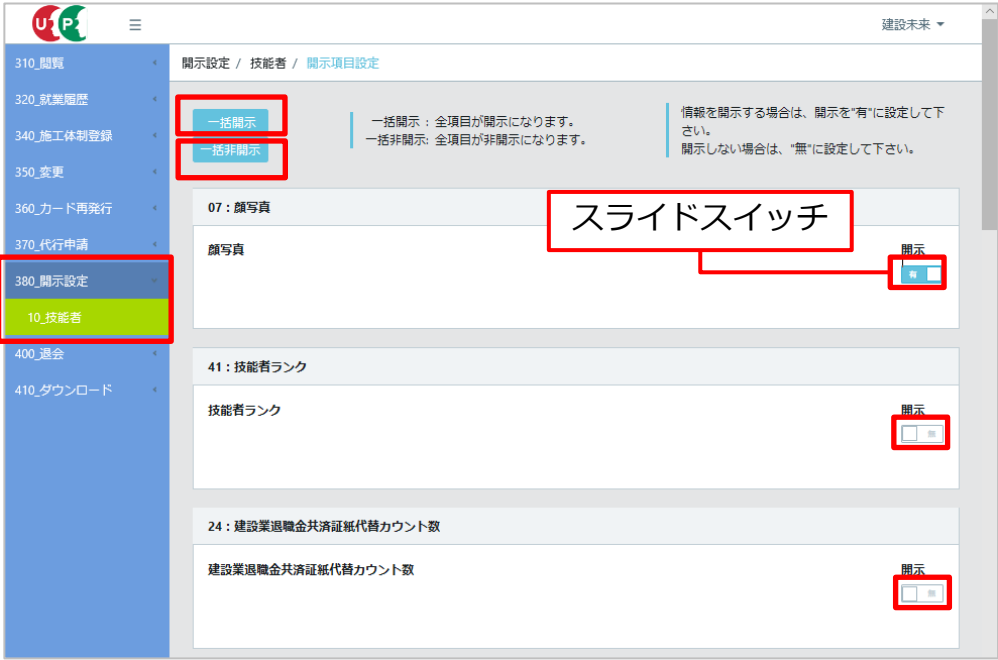 UP
建設未来
310_閲覧
320_就業履歴
340_施工体制登録
350_変更
360_カード再発行
370_代行申請
380_開示設定
10_技能者
400_退会
410_ダウンロード
開示設定 / 技能者 / 開示項目設定
一括開示
一括非開示
一括開示 : 全項目が開示になります。
一括非開示: 全項目が非開示になります。
情報を開示する場合は、開示を"有"に設定して下
さい。
開示しない場合は、"無"に設定して下さい。
07 : 顔写真
スライドスイッチ
顔写真
開示
有
41 : 技能者ランク
技能者ランク
開示
無
24 : 建設業退職金共済証紙代替カウント数
建設業退職金共済証紙代替カウント数
開示
無